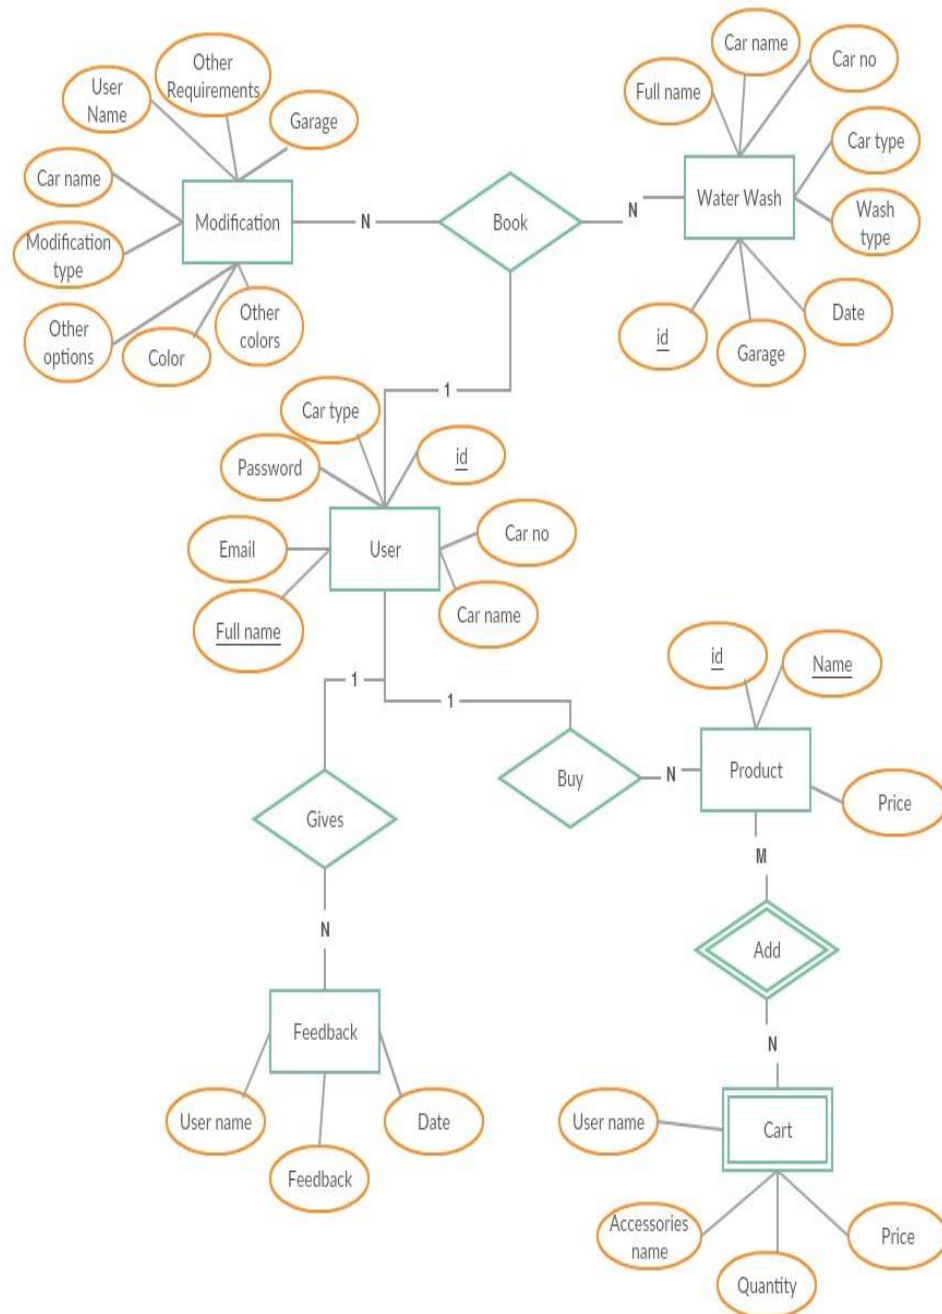 Car name
Other
Requirements
User
Name
Car no
Full name
Garage
Car name
Car type
Modification
N
Book
N
Water Wash
Wash
type
Modification
type
Other
options
Color
Other
colors
id
Garage
Date
1
Car type
id
Password
Email
User
Car no
Full name
Car name
id
Name
1
1
Buy
N
Product
Price
Gives
M
Add
N
N
Feedback
User name
Feedback
Date
User name
Cart
Accessories
name
Quantity
Price